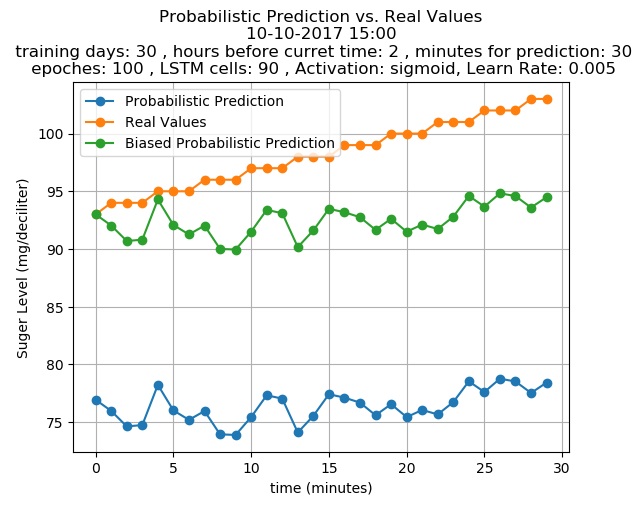 Probabilistic Prediction vs. Real Values
10-10-2017 15:00
training days: 30 , hours before curret time: 2 , minutes for prediction: 30
epoches: 100 , LSTM cells: 90 , Activation: sigmoid, Learn Rate: 0.005
Probabilistic Prediction
Real Values
Biased Probabilistic Prediction
Suger Level (mg/deciliter)
100
95
90
85
80
75
0 5 10 15 20 25 30
time (minutes)